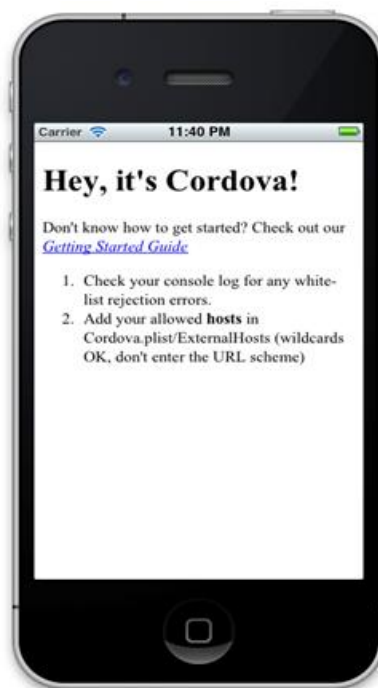 Carrier 11:40 PM
Hey, it's Cordova!
Don't know how to get started? Check out our
Getting Started Guide
1. Check your console log for any white-
list rejection errors.
2. Add your allowed hosts in
Cordova.plist/ExternalHosts (wildcards
OK, don't enter the URL scheme)